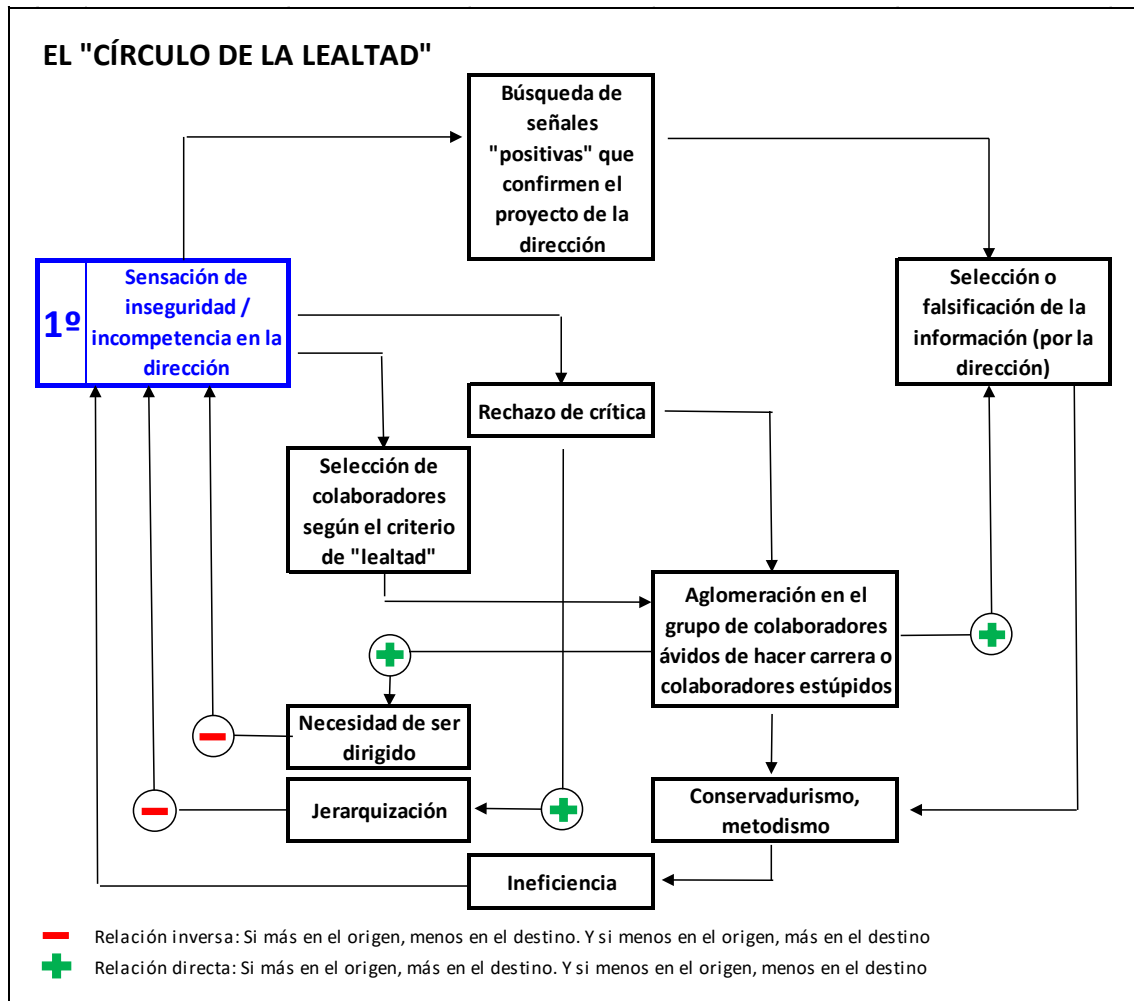 EL "CÍRCULO DE LA LEALTAD"
Búsqueda de
señales
"positivas" que
confirmen el
proyecto de la
dirección
1º
Sensación de
inseguridad /
incompetencia en la
dirección
Selección o
falsificación de la
información (por la
dirección)
Rechazo de crítica
Selección de
colaboradores
según el criterio
de "lealtad"
Aglomeración en el
grupo de colaboradores
ávidos de hacer carrera o
colaboradores estúpidos
Necesidad de ser
dirigido
Jerarquización
Conservadurismo,
metodismo
Ineficiencia
Relación inversa: Si más en el origen, menos en el destino. Y si menos en el origen, más en el destino
Relación directa: Si más en el origen, más en el destino. Y si menos en el origen, menos en el destino